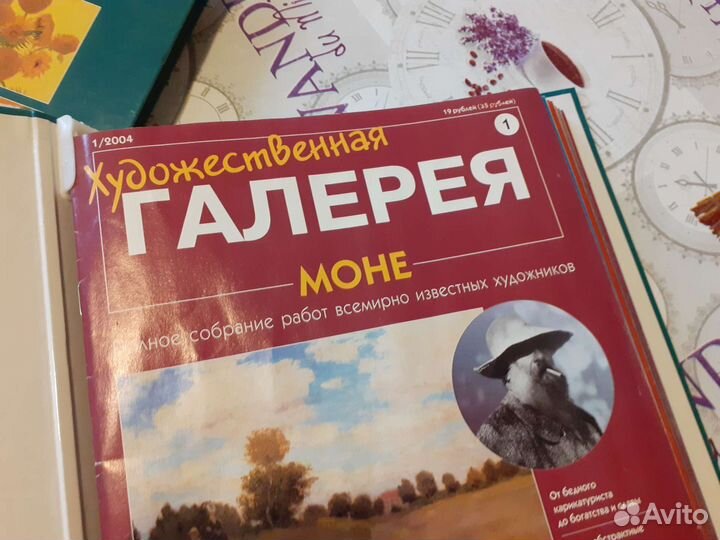 1/2004
19 рублей (35 рублей)
1
Художественная
ГАЛЕРЕЯ
МОНЕ
собрание работ всемирно известных художников
От бедного
карикатуриста
до богатства и славы
Avito